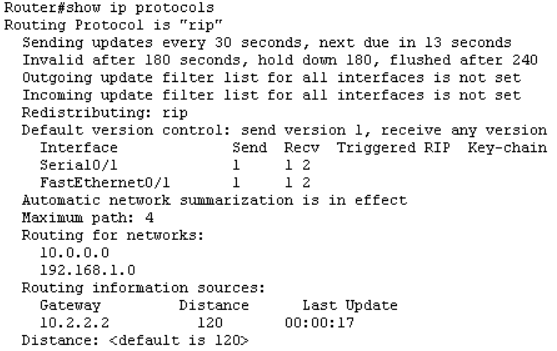 Router#show ip protocols
Routing Protocol is "rip"
Sending updates every 30 seconds, next due in 13 seconds
Invalid after 180 seconds, hold down 180, flushed after 240
Outgoing update filter list for all interfaces is not set
Incoming update filter list for all interfaces is not set
Redistributing: rip
Default version control: send version 1, receive any version
Interface Send Recv Triggered RIP Key-chain
Serial0/1 1 1 2
FastEthernet0/1 1 1 2
Automatic network summarization is in effect
Maximum path: 4
Routing for networks:
10.0.0.0
192.168.1.0
Routing information sources:
Gateway Distance Last Update
10.2.2.2 120 00:00:17
Distance: <default is 120>